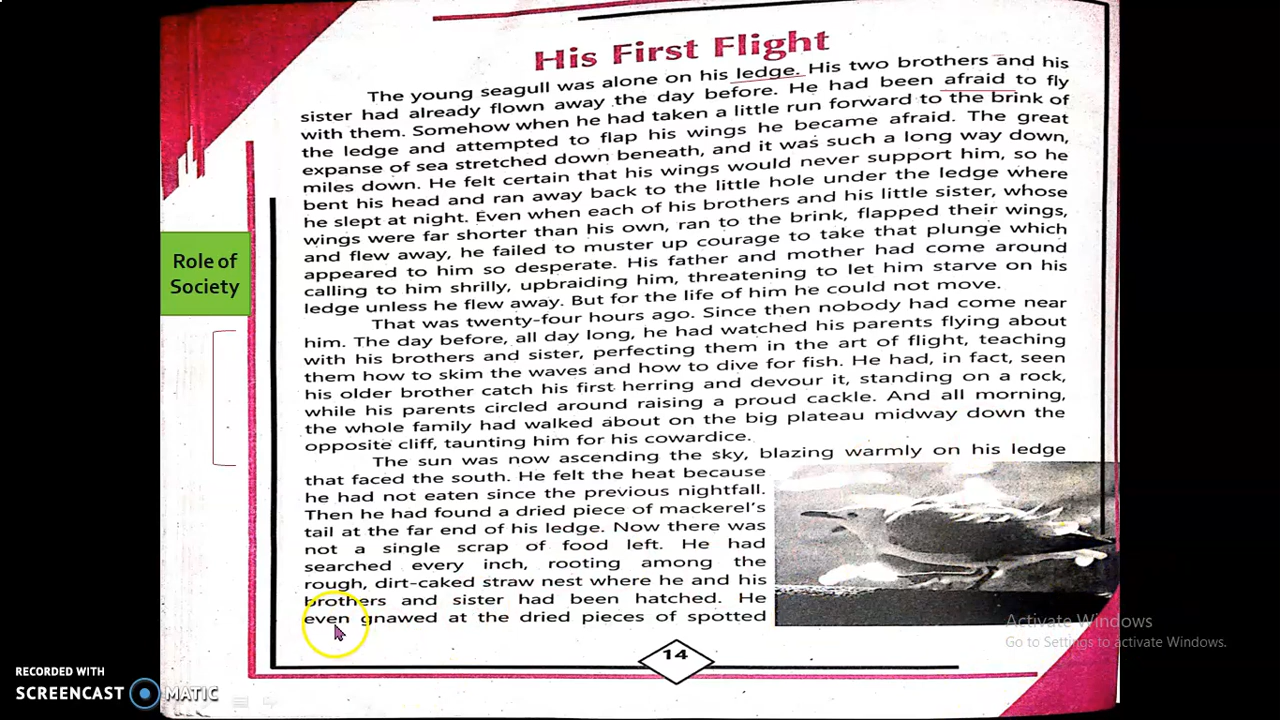 His First Flight
The young seagull was alone on his ledge. His two brothers and his
sister had already flown away the day before. He had been afraid to fly
with them. Somehow when he had taken a little run forward to the brink of
the ledge and attempted to flap his wings he became afraid. The great
expanse of sea stretched down beneath, and it was such a long way down,
miles down. He felt certain that his wings would never support him, so he
bent his head and ran away back to the little hole under the ledge where
he slept at night. Even when each of his brothers and his little sister, whose
wings were far shorter than his own, ran to the brink, flapped their wings,
and flew away, he failed to muster up courage to take that plunge which
appeared to him so desperate. His father and mother had come around
calling to him shrilly, upbraiding him, threatening to let him starve on his
ledge unless he flew away. But for the life of him he could not move.
That was twenty-four hours ago. Since then nobody had come near
him. The day before, all day long, he had watched his parents flying about
with his brothers and sister, perfecting them in the art of flight, teaching
them how to skim the waves and how to dive for fish. He had, in fact, seen
his older brother catch his first herring and devour it, standing on a rock,
while his parents circled around raising a proud cackle. And all morning,
the whole family had walked about on the big plateau midway down the
opposite cliff, taunting him for his cowardice.
The sun was now ascending the sky, blazing warmly on his ledge
that faced the south. He felt the heat because
he had not eaten since the previous nightfall.
Then he had found a dried piece of mackerel's
tail at the far end of his ledge. Now there was
not a single scrap of food left. He had
searched every inch, rooting among the
rough, dirt-caked straw nest where he and his
brothers and sister had been hatched. He
even gnawed at the dried pieces of spotted
14
Role of
Society
Activate Windows
Go to Settings to activate Windows.
RECORDED WITH
SCREENCAST MATIC